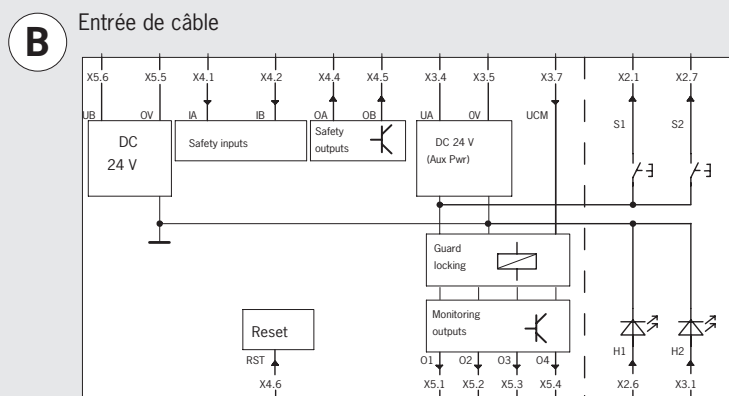 B
Entrée de câble
X5.6 X5.5 X4.1 X4.2 X4.4 X4.5 X3.4 X3.5 X3.7 X2.1 X2.7
UB OV IA IB OA OB UA OV UCM S1 S2
DC
24 V
Safety inputs
Safety
outputs
DC 24 V
(Aux Pwr)
Guard
locking
Monitoring
outputs
Reset
RST O1 O2 O3 O4 H1 H2
X4.6 X5.1 X5.2 X5.3 X5.4 X2.6 X3.1